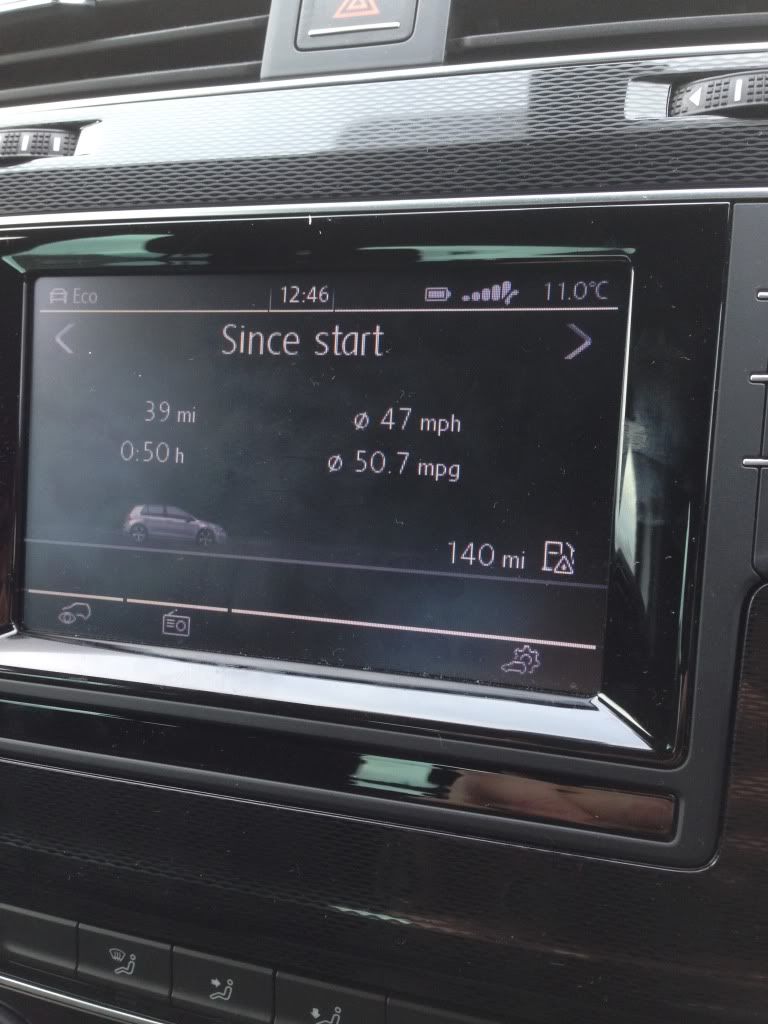 Eco 12:46 11.0°C
Since start
39 mi ø 47 mph
0:50 h ø 50.7 mpg
140 mi